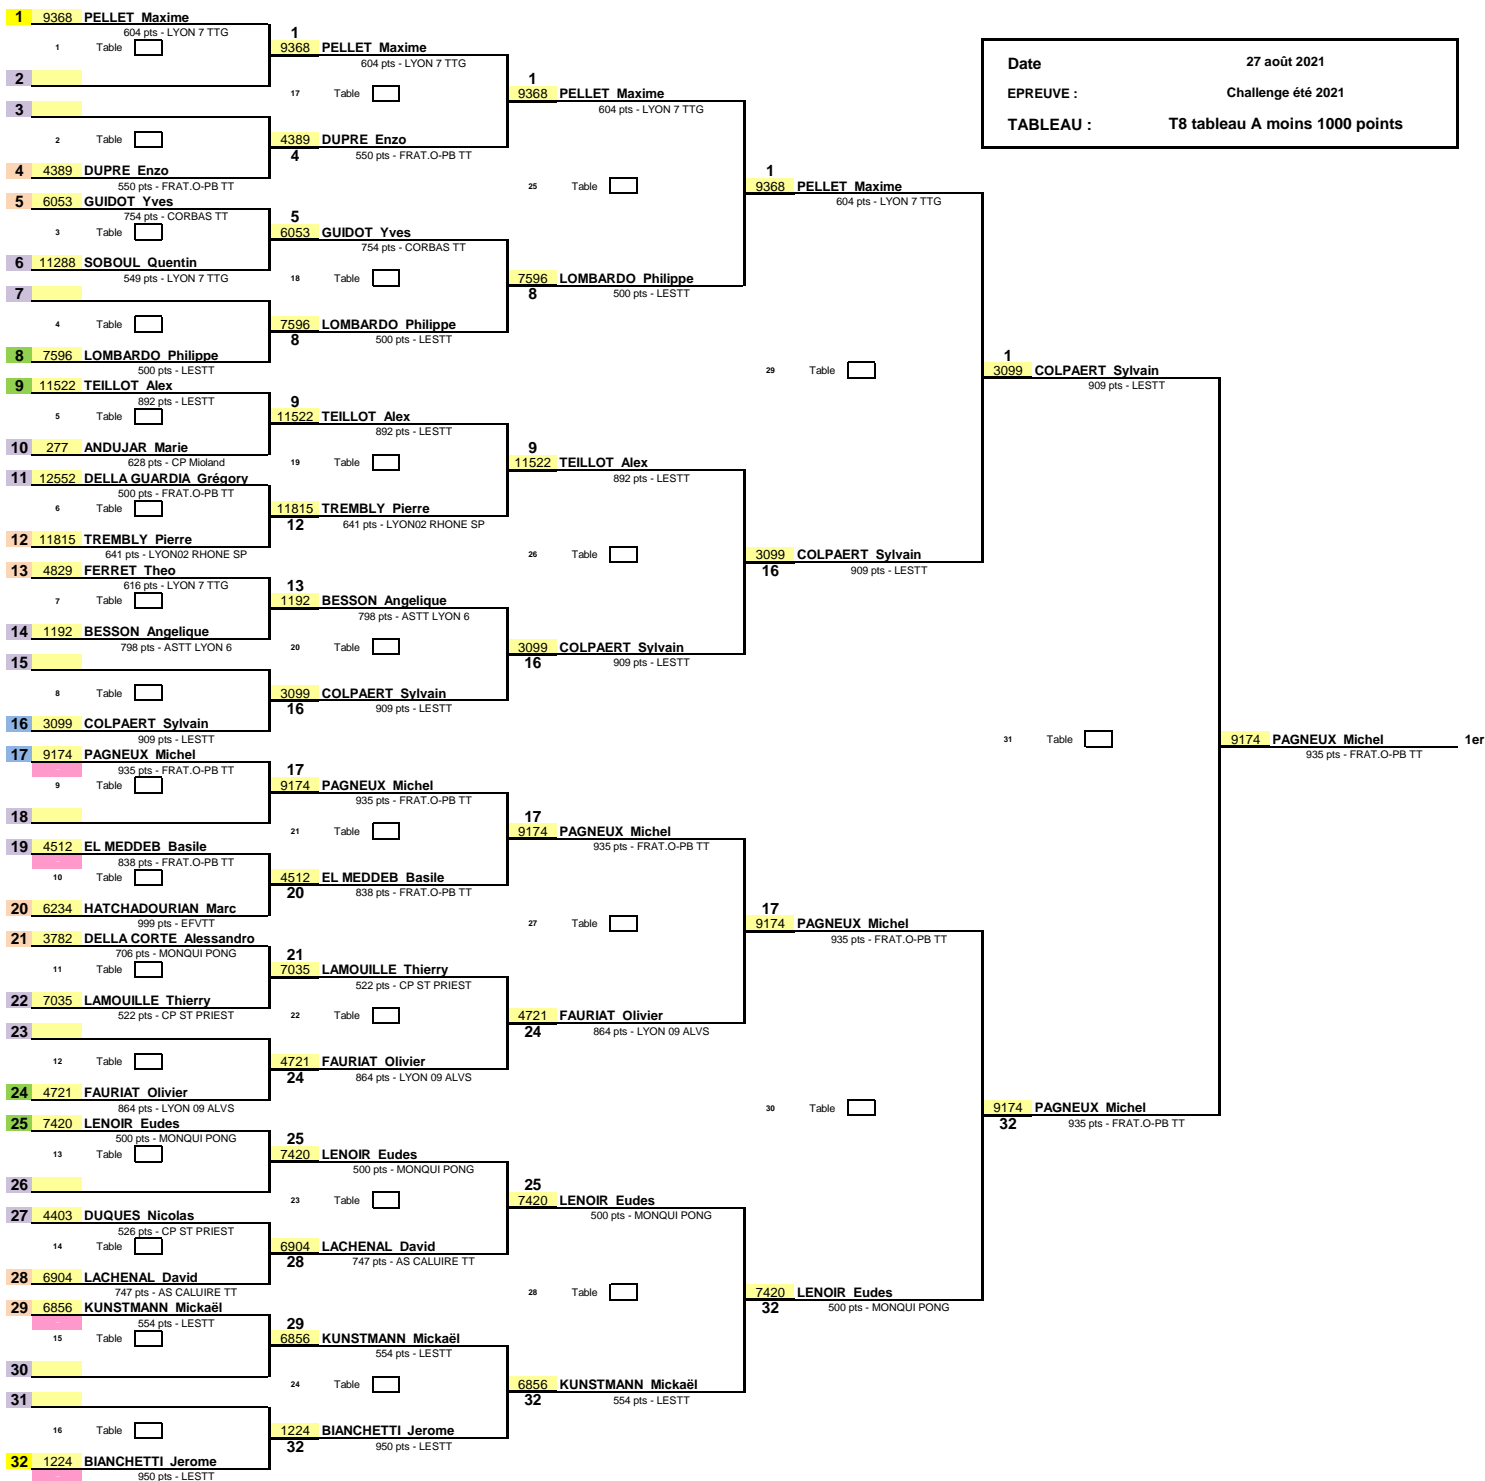 Date 27 août 2021
EPREUVE : Challenge été 2021
TABLEAU : T8 tableau A moins 1000 points
1 9368 PELLET Maxime
604 pts - LYON 7 TTG
1 Table
2
3
2 Table
4 4389 DUPRE Enzo
550 pts - FRAT.O-PB TT
5 6053 GUIDOT Yves
754 pts - CORBAS TT
3 Table
6 11288 SOBOUL Quentin
549 pts - LYON 7 TTG
7
4 Table
8 7596 LOMBARDO Philippe
500 pts - LESTT
9 11522 TEILLOT Alex
892 pts - LESTT
5 Table
10 277 ANDUJAR Marie
628 pts - CP Mioland
11 12552 DELLA GUARDIA Grégory
500 pts - FRAT.O-PB TT
6 Table
12 11815 TREMBLY Pierre
641 pts - LYON02 RHONE SP
13 4829 FERRET Theo
616 pts - LYON 7 TTG
7 Table
14 1192 BESSON Angelique
798 pts - ASTT LYON 6
15
8 Table
16 3099 COLPAERT Sylvain
909 pts - LESTT
17 9174 PAGNEUX Michel
935 pts - FRAT.O-PB TT
9 Table
18
19 4512 EL MEDDEB Basile
838 pts - FRAT.O-PB TT
10 Table
20 6234 HATCHADOURIAN Marc
999 pts - EFVTT
21 3782 DELLA CORTE Alessandro
706 pts - MONQUI PONG
11 Table
22 7035 LAMOUILLE Thierry
522 pts - CP ST PRIEST
23
12 Table
24 4721 FAURIAT Olivier
864 pts - LYON 09 ALVS
25 7420 LENOIR Eudes
500 pts - MONQUI PONG
13 Table
26
27 4403 DUQUES Nicolas
526 pts - CP ST PRIEST
14 Table
28 6904 LACHENAL David
747 pts - AS CALUIRE TT
29 6856 KUNSTMANN Mickaël
554 pts - LESTT
15 Table
30
31
16 Table
32 1224 BIANCHETTI Jerome
950 pts - LESTT
1
9368 PELLET Maxime
604 pts - LYON 7 TTG
17 Table
4389 DUPRE Enzo
4 550 pts - FRAT.O-PB TT
5
6053 GUIDOT Yves
754 pts - CORBAS TT
18 Table
7596 LOMBARDO Philippe
8 500 pts - LESTT
9
11522 TEILLOT Alex
892 pts - LESTT
19 Table
11815 TREMBLY Pierre
12 641 pts - LYON02 RHONE SP
13
1192 BESSON Angelique
798 pts - ASTT LYON 6
20 Table
3099 COLPAERT Sylvain
16 909 pts - LESTT
17
9174 PAGNEUX Michel
935 pts - FRAT.O-PB TT
21 Table
4512 EL MEDDEB Basile
20 838 pts - FRAT.O-PB TT
21
7035 LAMOUILLE Thierry
522 pts - CP ST PRIEST
22 Table
4721 FAURIAT Olivier
24 864 pts - LYON 09 ALVS
25
7420 LENOIR Eudes
500 pts - MONQUI PONG
23 Table
6904 LACHENAL David
28 747 pts - AS CALUIRE TT
29
6856 KUNSTMANN Mickaël
554 pts - LESTT
24 Table
1224 BIANCHETTI Jerome
32 950 pts - LESTT
1
9368 PELLET Maxime
604 pts - LYON 7 TTG
25 Table
7596 LOMBARDO Philippe
8 500 pts - LESTT
9
11522 TEILLOT Alex
892 pts - LESTT
26 Table
3099 COLPAERT Sylvain
16 909 pts - LESTT
17
9174 PAGNEUX Michel
935 pts - FRAT.O-PB TT
27 Table
4721 FAURIAT Olivier
24 864 pts - LYON 09 ALVS
25
7420 LENOIR Eudes
500 pts - MONQUI PONG
28 Table
6856 KUNSTMANN Mickaël
32 554 pts - LESTT
1
9368 PELLET Maxime
604 pts - LYON 7 TTG
29 Table
3099 COLPAERT Sylvain
16 909 pts - LESTT
17
9174 PAGNEUX Michel
935 pts - FRAT.O-PB TT
30 Table
7420 LENOIR Eudes
32 500 pts - MONQUI PONG
1
3099 COLPAERT Sylvain
909 pts - LESTT
31 Table
9174 PAGNEUX Michel
32 935 pts - FRAT.O-PB TT
9174 PAGNEUX Michel 1er
935 pts - FRAT.O-PB TT